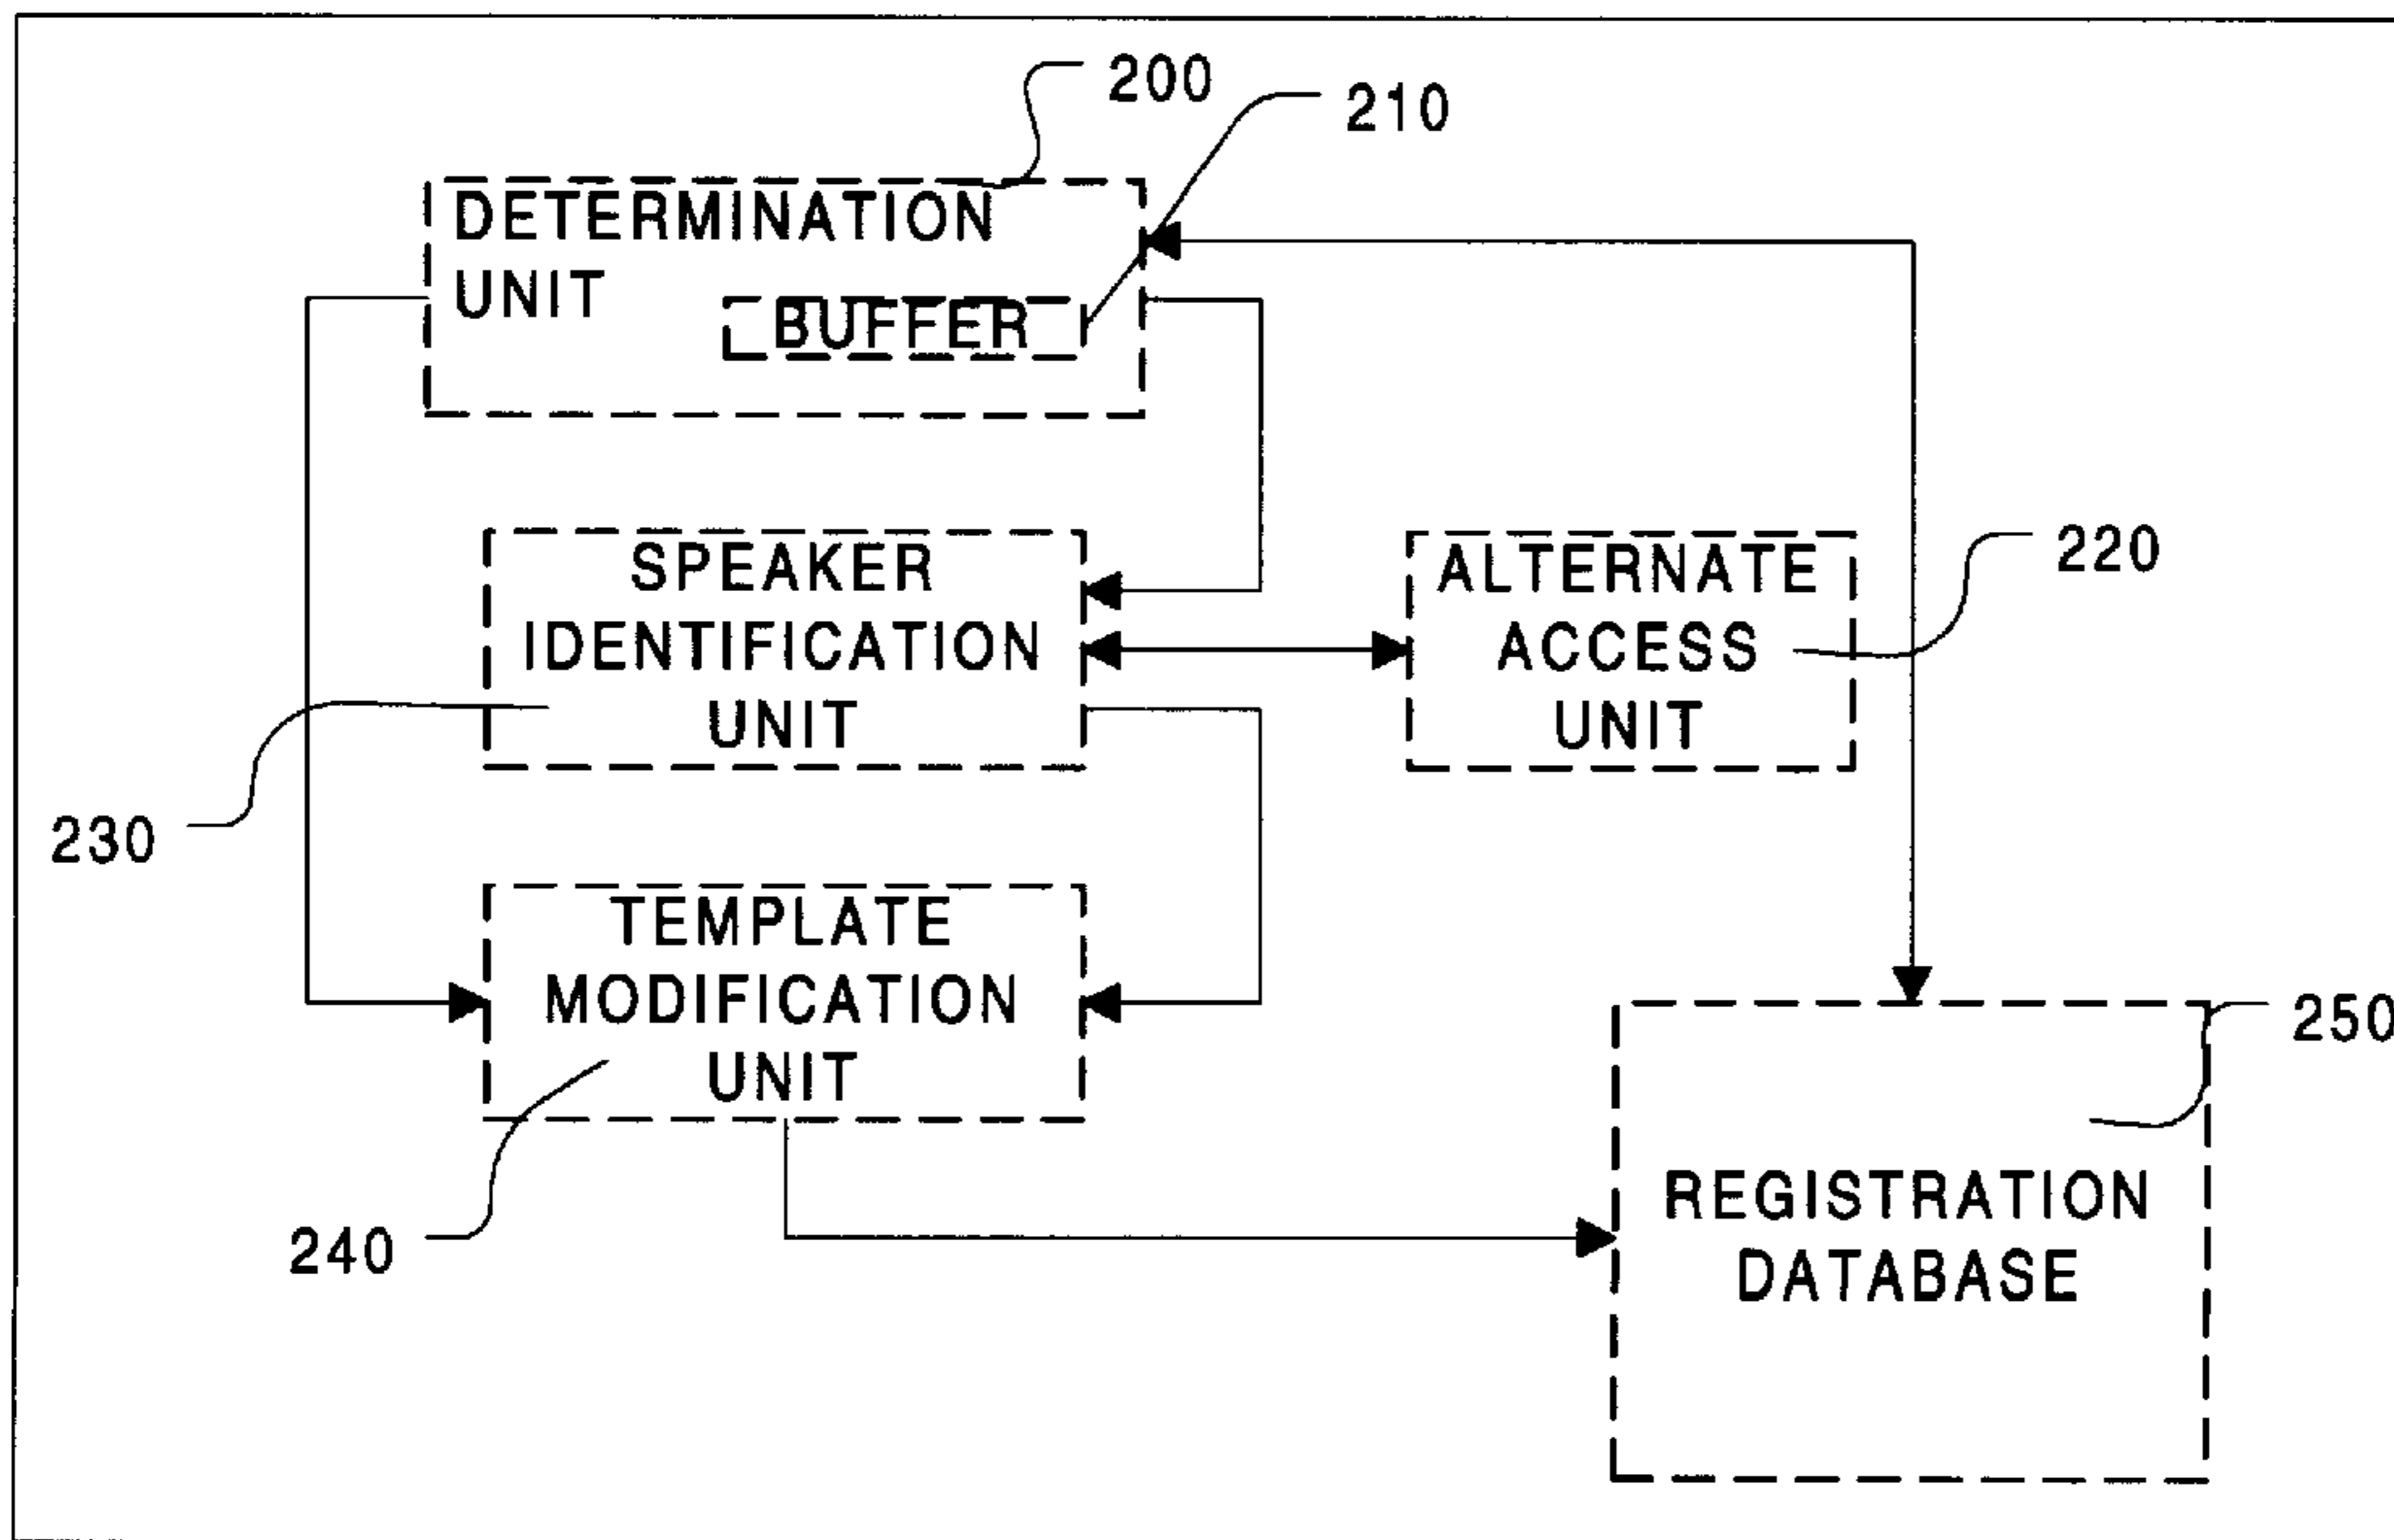 200
210
DETERMINATION
UNIT
BUFFER
SPEAKER
IDENTIFICATION
UNIT
ALTERNATE
ACCESS
UNIT
220
230
TEMPLATE
MODIFICATION
UNIT
250
240
REGISTRATION
DATABASE